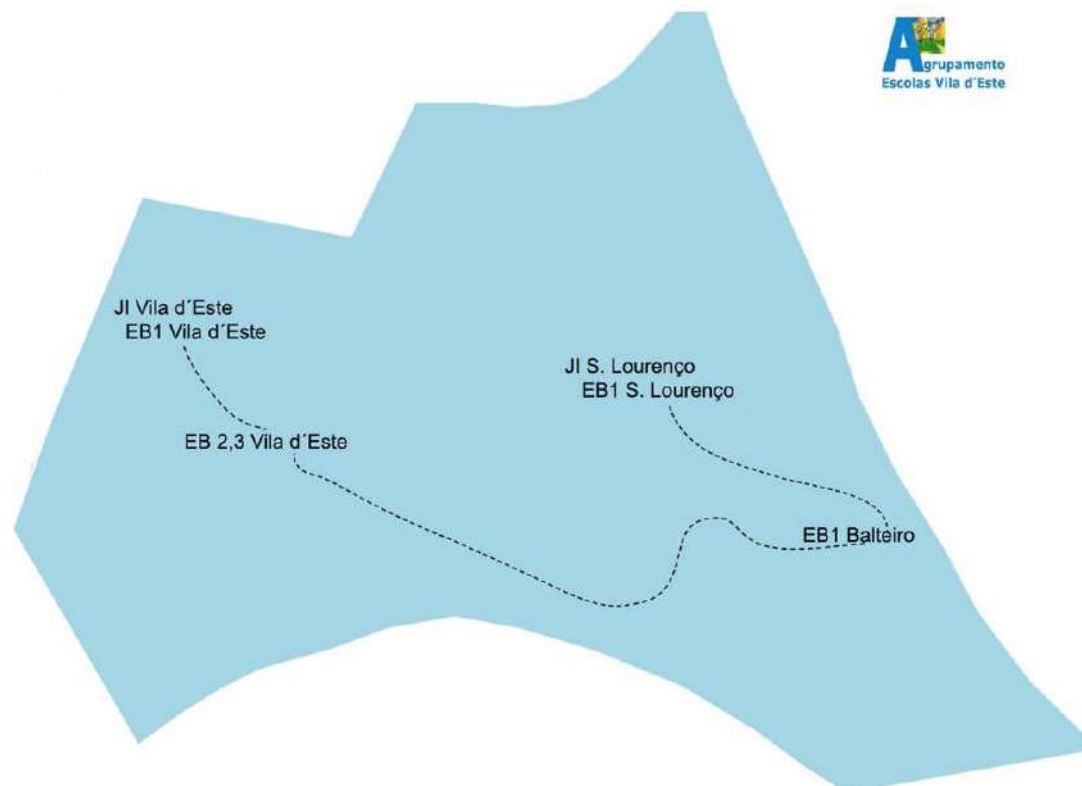 Agrupamento
Escolas Vila d´Este
JI Vila d´Este
EB1 Vila d´Este
JI S. Lourenço
EB1 S. Lourenço
EB 2,3 Vila d´Este
EB1 Balteiro